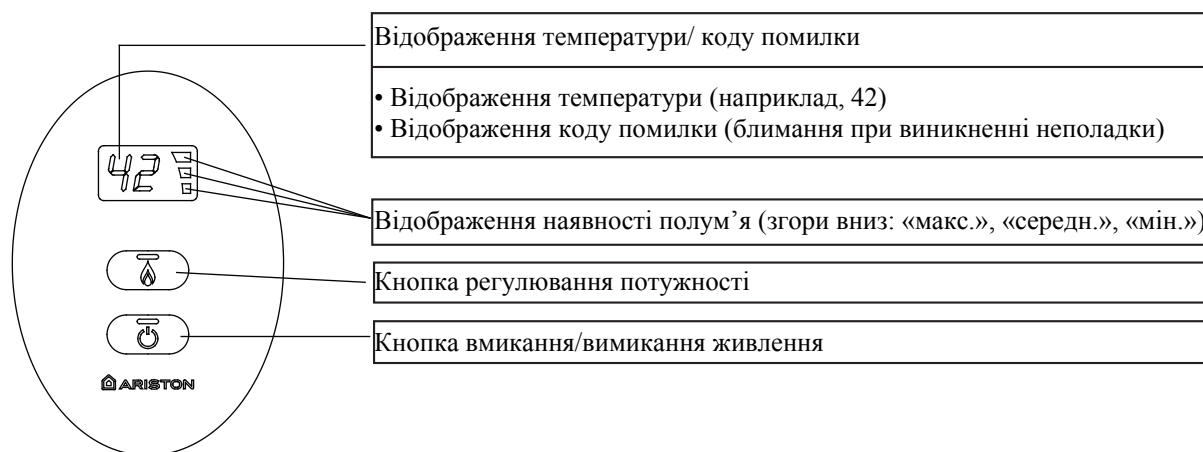 Відображення температури/ коду помилки
• Відображення температури (наприклад, 42)
• Відображення коду помилки (блимання при виникненні неполадки)
42
Відображення наявності полум’я (згори вниз: «макс.», «середн.», «мін.»)
Кнопка регулювання потужності
Кнопка вмикання/вимикання живлення
ARISTON